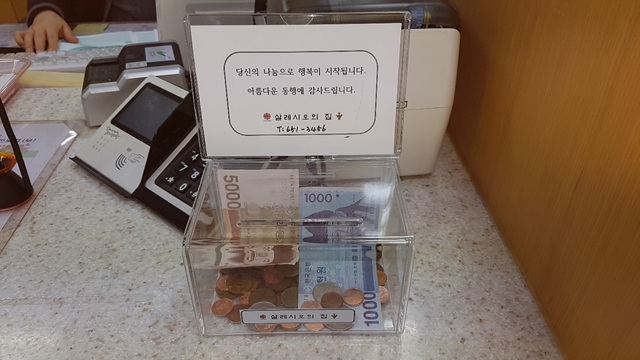 당신의 나눔으로 행복이 시작됩니다.
아름다운 동행에 감사드립니다.
살레시오의 집
T: 651-3456
5000
1000
1000
살레시오의 집